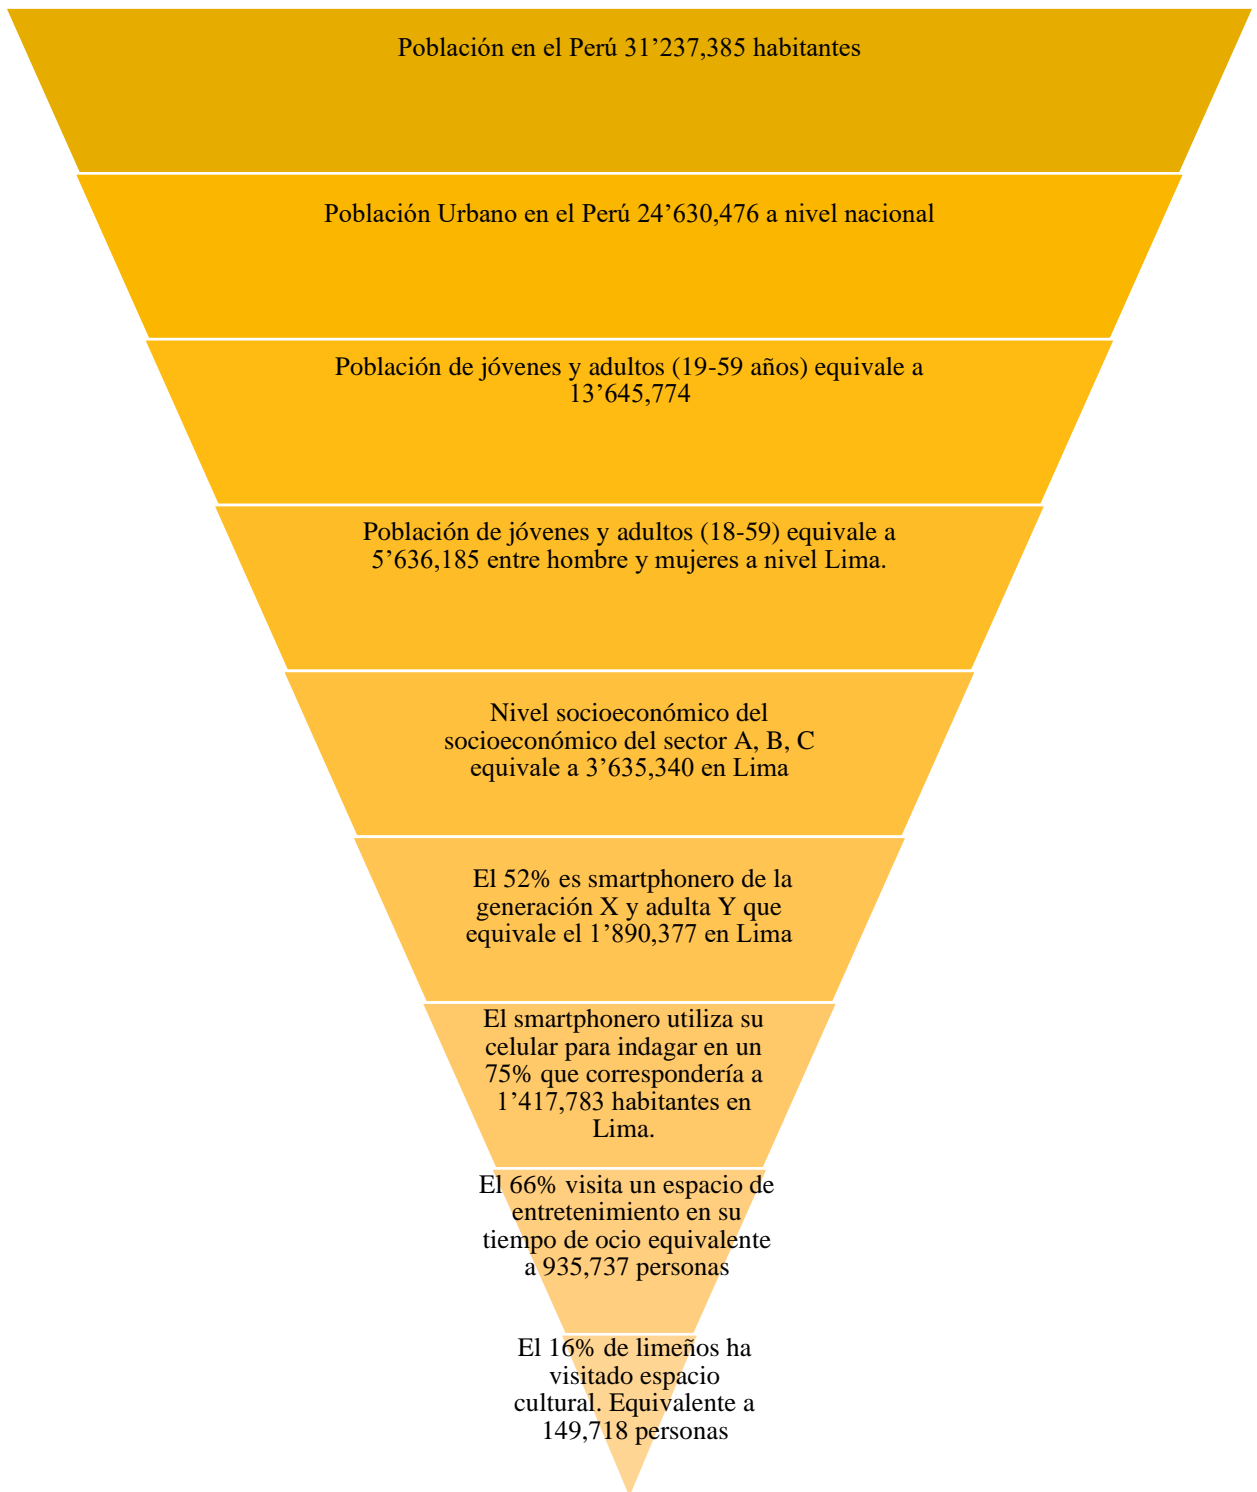 Población en el Perú 31’237,385 habitantes
Población Urbano en el Perú 24’630,476 a nivel nacional
Población de jóvenes y adultos (19-59 años) equivale a
13’645,774
Población de jóvenes y adultos (18-59) equivale a
5’636,185 entre hombre y mujeres a nivel Lima.
Nivel socioeconómico del
socioeconómico del sector A, B, C
equivale a 3’635,340 en Lima
El 52% es smartphonero de la
generación X y adulta Y que
equivale el 1’890,377 en Lima
El smartphonero utiliza su
celular para indagar en un
75% que correspondería a
1’417,783 habitantes en
Lima.
El 66% visita un espacio de
entretenimiento en su
tiempo de ocio equivalente
a 935,737 personas
El 16% de limeños ha
visitado espacio
cultural. Equivalente a
149,718 personas